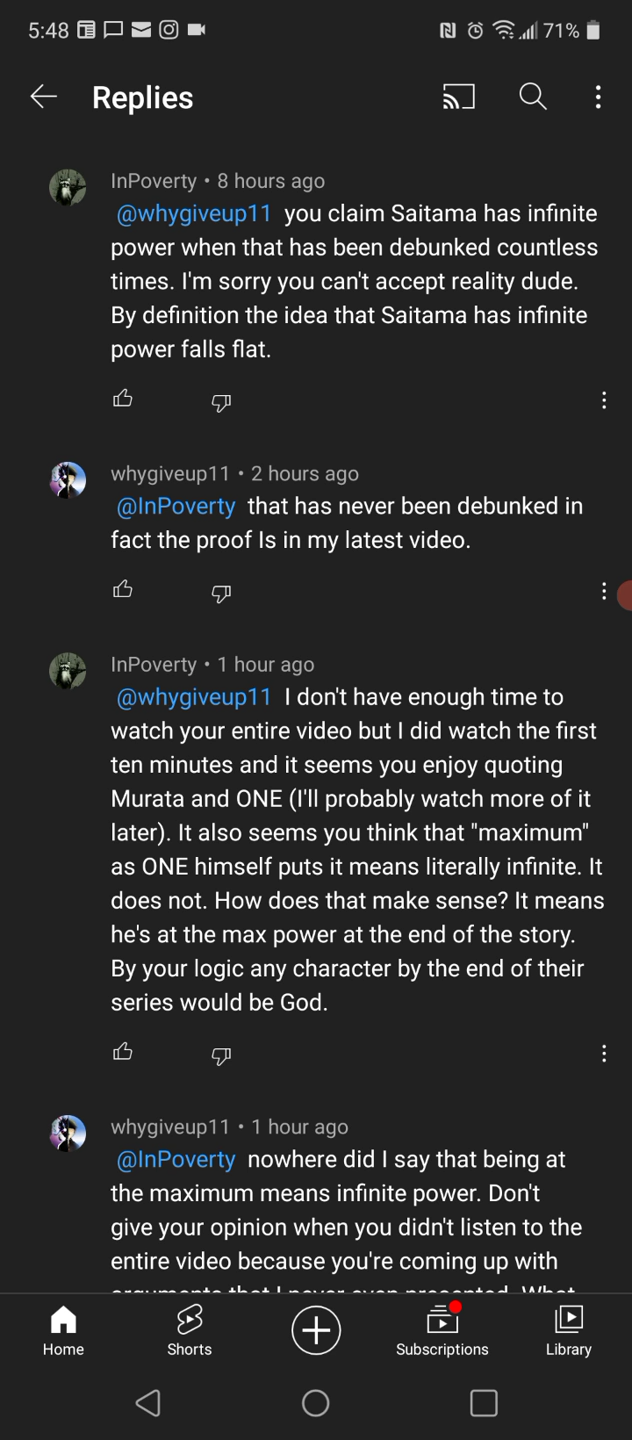 5:48
71%
Replies
InPoverty • 8 hours ago
@whygiveup11 you claim Saitama has infinite
power when that has been debunked countless
times. I'm sorry you can't accept reality dude.
By definition the idea that Saitama has infinite
power falls flat.
whygiveup11 • 2 hours ago
@InPoverty that has never been debunked in
fact the proof Is in my latest video.
InPoverty • 1 hour ago
@whygiveup11 I don't have enough time to
watch your entire video but I did watch the first
ten minutes and it seems you enjoy quoting
Murata and ONE (I'll probably watch more of it
later). It also seems you think that "maximum"
as ONE himself puts it means literally infinite. It
does not. How does that make sense? It means
he's at the max power at the end of the story.
By your logic any character by the end of their
series would be God.
whygiveup11 • 1 hour ago
@InPoverty nowhere did I say that being at
the maximum means infinite power. Don't
give your opinion when you didn't listen to the
entire video because you're coming up with
arguments that I never even presented. What
Home
Shorts
Subscriptions
Library